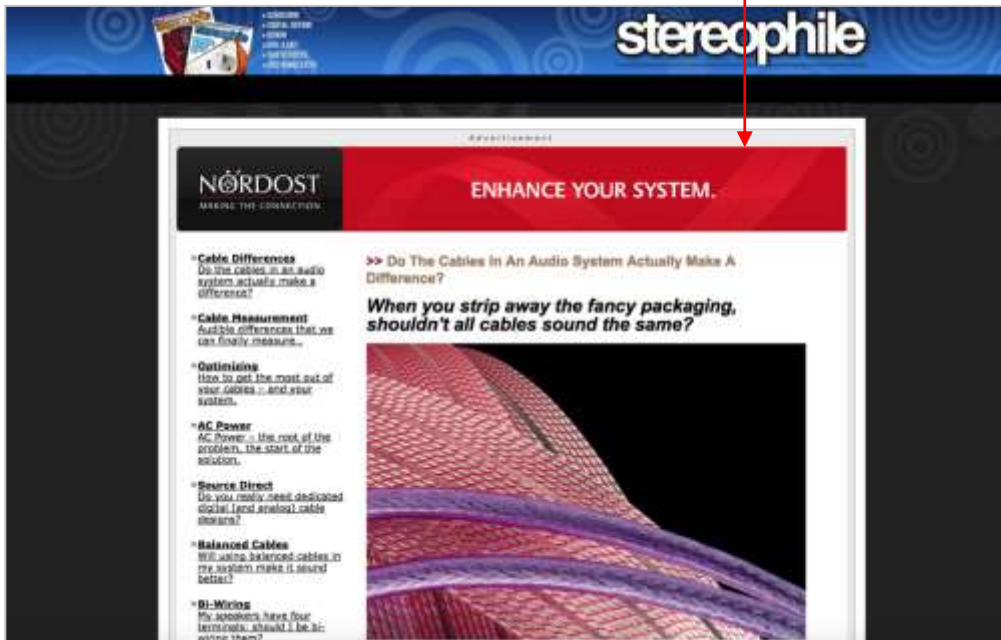 stereophile
Advertisement
NÖRDOST
MAKING THE CONNECTION
ENHANCE YOUR SYSTEM.
Cable Differences
Do the cables in an audio
system actually make a
difference?
Cable Measurement
Audible differences that we
can finally measure...
Optimizing
How to get the most out of
your cables – and your
system.
AC Power
AC Power – the root of the
problem, the start of the
solution.
Source Direct
Do you really need dedicated
digital (and analog) cable
designs?
Balanced Cables
Will using balanced cables in
my system make it sound
better?
Bi-Wiring
My speakers have four
terminals: should I be bi-
wiring them?
>> Do The Cables In An Audio System Actually Make A
Difference?
When you strip away the fancy packaging,
shouldn't all cables sound the same?